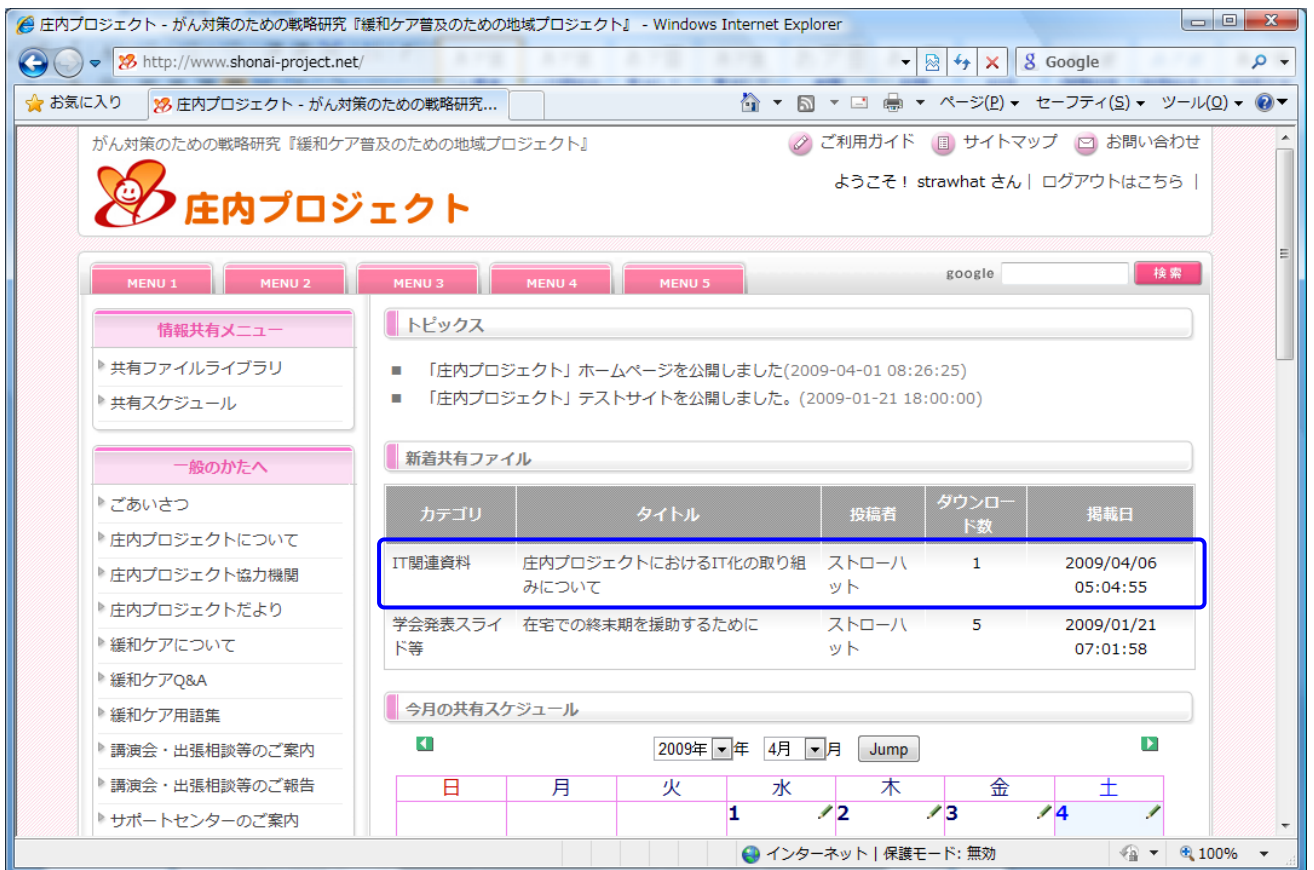 庄内プロジェクト - がん対策のための戦略研究『緩和ケア普及のための地域プロジェクト』 - Windows Internet Explorer
http://www.shonai-project.net/
Google
お気に入り
庄内プロジェクト - がん対策のための戦略研究...
ページ(P)
セーフティ(S)
ツール(O)
がん対策のための戦略研究『緩和ケア普及のための地域プロジェクト』
ご利用ガイド
サイトマップ
お問い合わせ
ようこそ！ strawhat さん | ログアウトはこちら |
庄内プロジェクト
MENU 1
MENU 2
MENU 3
MENU 4
MENU 5
google
検索
情報共有メニュー
共有ファイルライブラリ
共有スケジュール
一般のかたへ
ごあいさつ
庄内プロジェクトについて
庄内プロジェクト協力機関
庄内プロジェクトだより
緩和ケアについて
緩和ケアQ&A
緩和ケア用語集
講演会・出張相談等のご案内
講演会・出張相談等のご報告
サポートセンターのご案内
トピックス
■ 「庄内プロジェクト」ホームページを公開しました(2009-04-01 08:26:25)
■ 「庄内プロジェクト」テストサイトを公開しました。(2009-01-21 18:00:00)
新着共有ファイル
カテゴリ
タイトル
投稿者
ダウンロー
ド数
掲載日
IT関連資料
庄内プロジェクトにおけるIT化の取り組
みについて
ストローハ
ット
1
2009/04/06
05:04:55
学会発表スライ
ド等
在宅での終末期を援助するために
ストローハ
ット
5
2009/01/21
07:01:58
今月の共有スケジュール
2009年 年 4月 月 Jump
日 月 火 水 木 金 土
1 2 3 4
インターネット | 保護モード: 無効
100%